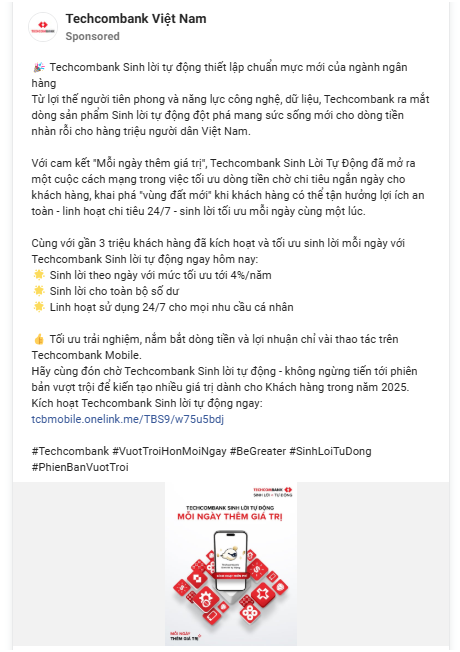 Techcombank Việt Nam
Sponsored
🎉 Techcombank Sinh lời tự động thiết lập chuẩn mực mới của ngành ngân
hàng
Từ lợi thế người tiên phong và năng lực công nghệ, dữ liệu, Techcombank ra mắt
dòng sản phẩm Sinh lời tự động đột phá mang sức sống mới cho dòng tiền
nhàn rỗi cho hàng triệu người dân Việt Nam.
Với cam kết "Mỗi ngày thêm giá trị", Techcombank Sinh Lời Tự Động đã mở ra
một cuộc cách mạng trong việc tối ưu dòng tiền chờ chi tiêu ngắn ngày cho
khách hàng, khai phá "vùng đất mới" khi khách hàng có thể tận hưởng lợi ích an
toàn - linh hoạt chi tiêu 24/7 - sinh lời tối ưu mỗi ngày cùng một lúc.
Cùng với gần 3 triệu khách hàng đã kích hoạt và tối ưu sinh lời mỗi ngày với
Techcombank Sinh lời tự động ngay hôm nay:
🌟 Sinh lời theo ngày với mức tối ưu tới 4%/năm
🌟 Sinh lời cho toàn bộ số dư
🌟 Linh hoạt sử dụng 24/7 cho mọi nhu cầu cá nhân
👍 Tối ưu trải nghiệm, nắm bắt dòng tiền và lợi nhuận chỉ vài thao tác trên
Techcombank Mobile.
Hãy cùng đón chờ Techcombank Sinh lời tự động - không ngừng tiến tới phiên
bản vượt trội để kiến tạo nhiều giá trị dành cho Khách hàng trong năm 2025.
Kích hoạt Techcombank Sinh lời tự động ngay:
tcbmobile.onelink.me/TBS9/w75u5bdj
#Techcombank #VuotTroiHonMoiNgay #BeGreater #SinhLoiTuDong
#PhienBanVuotTroi
TECHCOMBANK
SINH LỜI TỰ ĐỘNG
TECHCOMBANK SINH LỜI TỰ ĐỘNG
MỖI NGÀY THÊM GIÁ TRỊ
MỖI NGÀY
THÊM GIÁ TRỊ